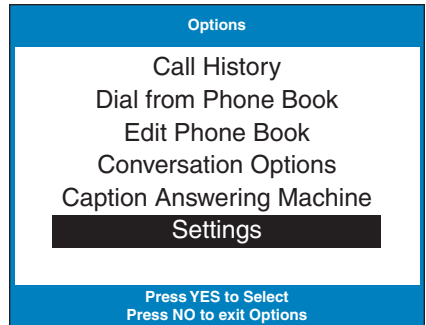 Options
Call History
Dial from Phone Book
Edit Phone Book
Conversation Options
Caption Answering Machine
Settings
Press YES to Select
Press NO to exit Options